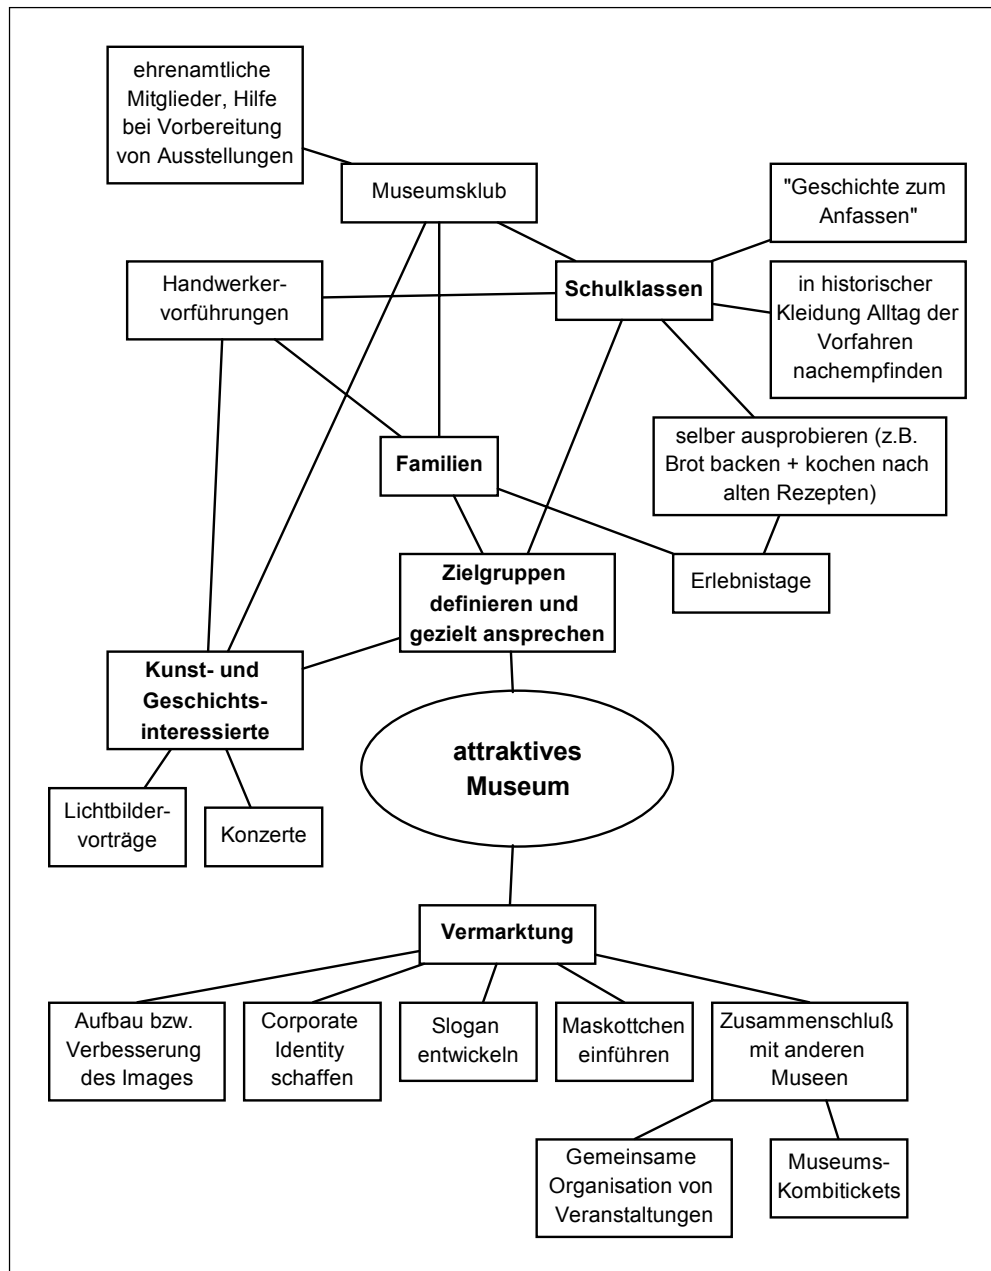 ehrenamtliche
Mitglieder, Hilfe
bei Vorbereitung
von Ausstellungen
Museumsklub
"Geschichte zum
Anfassen"
Handwerker-
vorführungen
Schulklassen
in historischer
Kleidung Alltag der
Vorfahren
nachempfinden
Familien
selber ausprobieren (z.B.
Brot backen + kochen nach
alten Rezepten)
Zielgruppen
definieren und
gezielt ansprechen
Erlebnistage
Kunst- und
Geschichts-
interessierte
attraktives
Museum
Lichtbilder-
vorträge
Konzerte
Vermarktung
Aufbau bzw.
Verbesserung
des Images
Corporate
Identity
schaffen
Slogan
entwickeln
Maskottchen
einführen
Zusammenschluß
mit anderen
Museen
Gemeinsame
Organisation von
Veranstaltungen
Museums-
Kombitickets